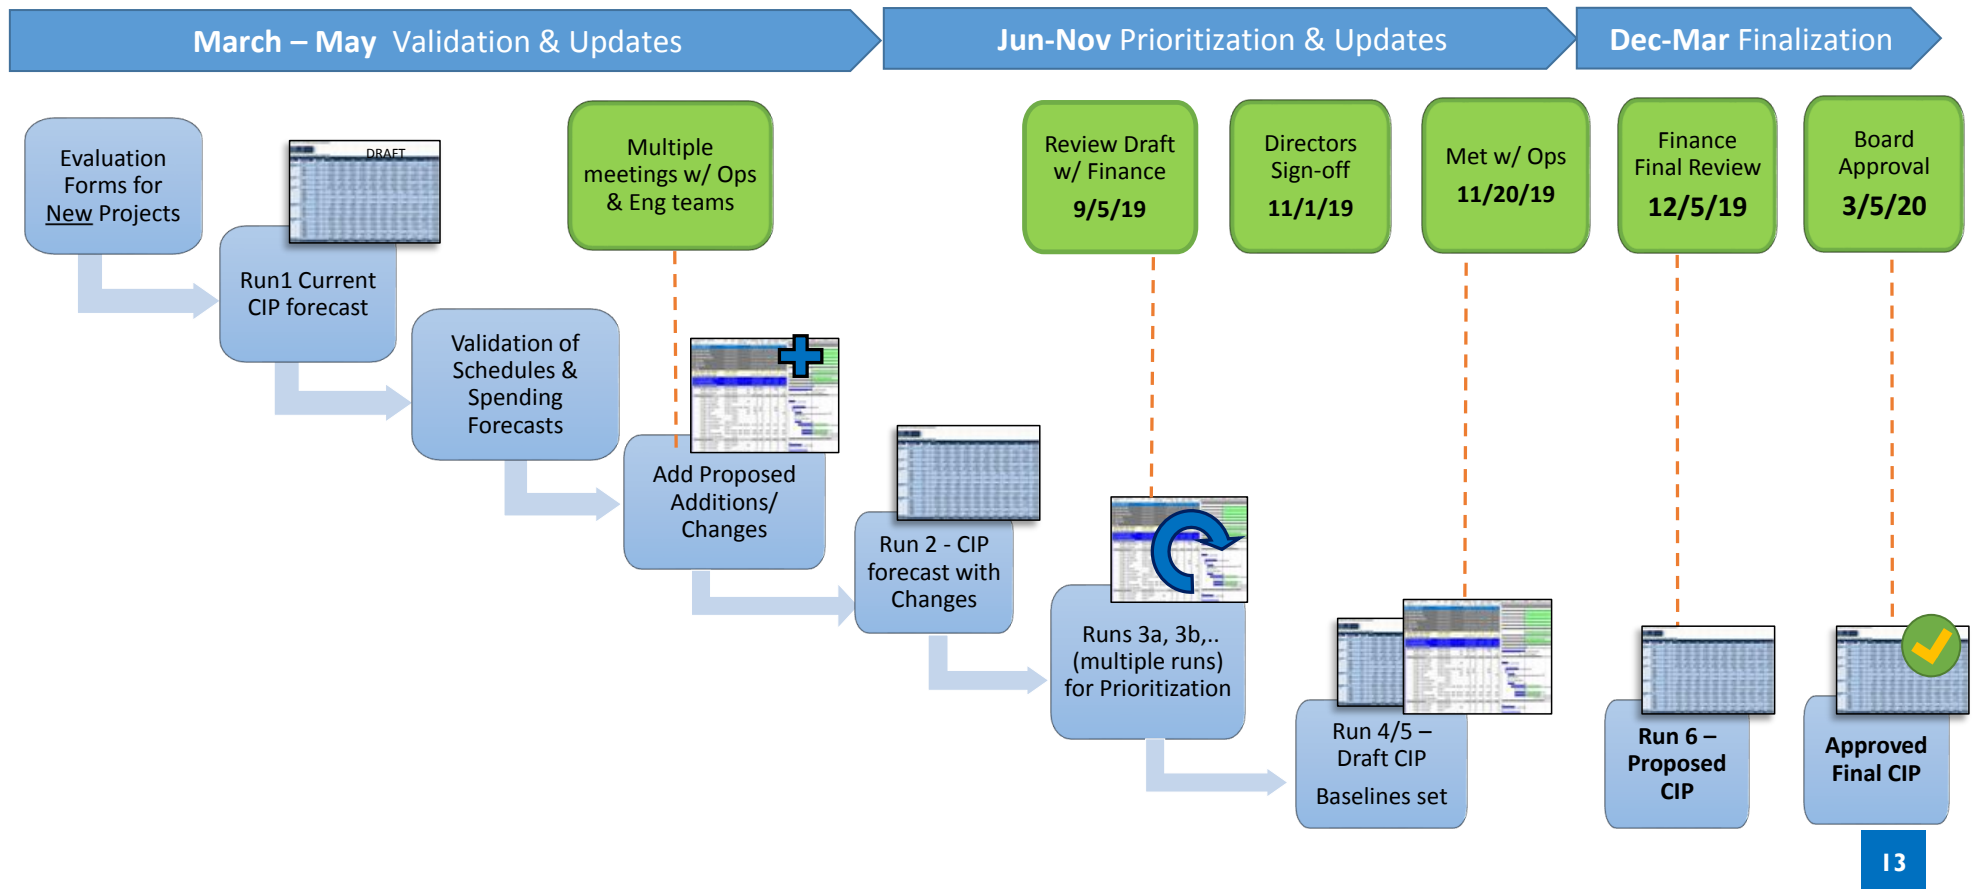 March – May Validation & Updates
Jun-Nov Prioritization & Updates
Dec-Mar Finalization
Evaluation
Forms for
New Projects
DRAFT
Run1 Current
CIP forecast
Validation of
Schedules &
Spending
Forecasts
Multiple
meetings w/ Ops
& Eng teams
Add Proposed
Additions/
Changes
Run 2 - CIP
forecast with
Changes
Review Draft
w/ Finance
9/5/19
Runs 3a, 3b,..
(multiple runs)
for Prioritization
Directors
Sign-off
11/1/19
Met w/ Ops
11/20/19
Run 4/5 –
Draft CIP
Baselines set
Finance
Final Review
12/5/19
Run 6 –
Proposed
CIP
Board
Approval
3/5/20
Approved
Final CIP
13